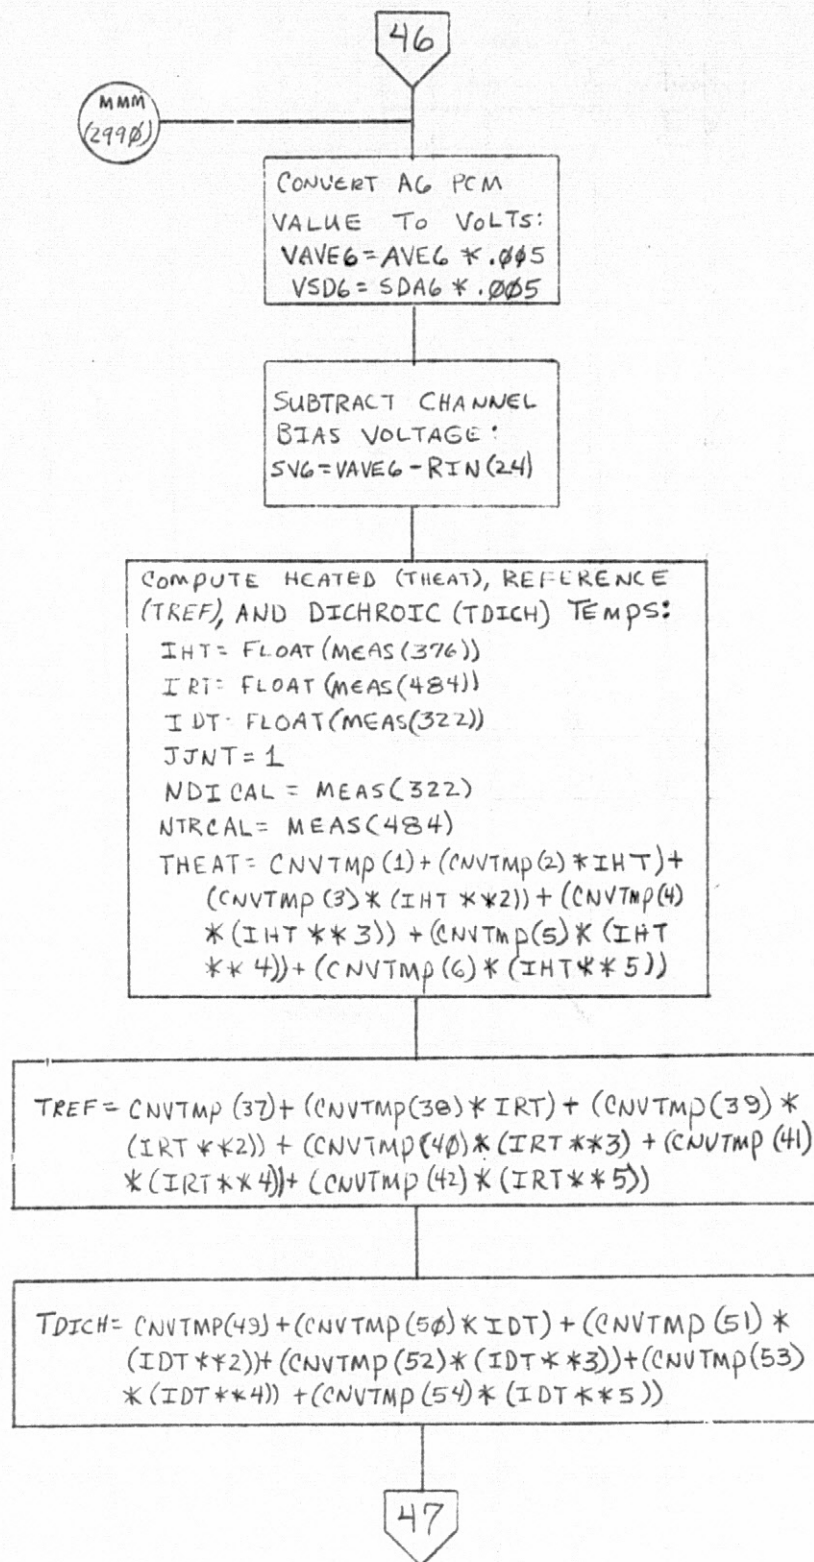 46
MMM
(299Ø)
CONVERT A6 PCM
VALUE TO VOLTS:
VAVE6 = AVE6 * .ØØ5
VSD6 = SDA6 * .ØØ5
SUBTRACT CHANNEL
BIAS VOLTAGE:
SV6 = VAVE6 - RIN(24)
COMPUTE HEATED (THEAT), REFERENCE
(TREF), AND DICHROIC (TDICH) TEMPS:
IHT = FLOAT(MEAS(376))
IRT = FLOAT(MEAS(484))
IDT = FLOAT(MEAS(322))
JJNT = 1
NDICAL = MEAS(322)
NTRCAL = MEAS(484)
THEAT = CNVTMP(1) + (CNVTMP(2) * IHT) +
(CNVTMP(3) * (IHT ** 2)) + (CNVTMP(4)
* (IHT ** 3)) + (CNVTMP(5) * (IHT
** 4)) + (CNVTMP(6) * (IHT ** 5))
TREF = CNVTMP(37) + (CNVTMP(38) * IRT) + (CNVTMP(39) *
(IRT ** 2)) + (CNVTMP(4Ø) * (IRT ** 3) + (CNVTMP(41)
* (IRT ** 4)) + (CNVTMP(42) * (IRT ** 5))
TDICH = CNVTMP(49) + (CNVTMP(5Ø) * IDT) + (CNVTMP(51) *
(IDT ** 2)) + (CNVTMP(52) * (IDT ** 3)) + (CNVTMP(53)
* (IDT ** 4)) + (CNVTMP(54) * (IDT ** 5))
47